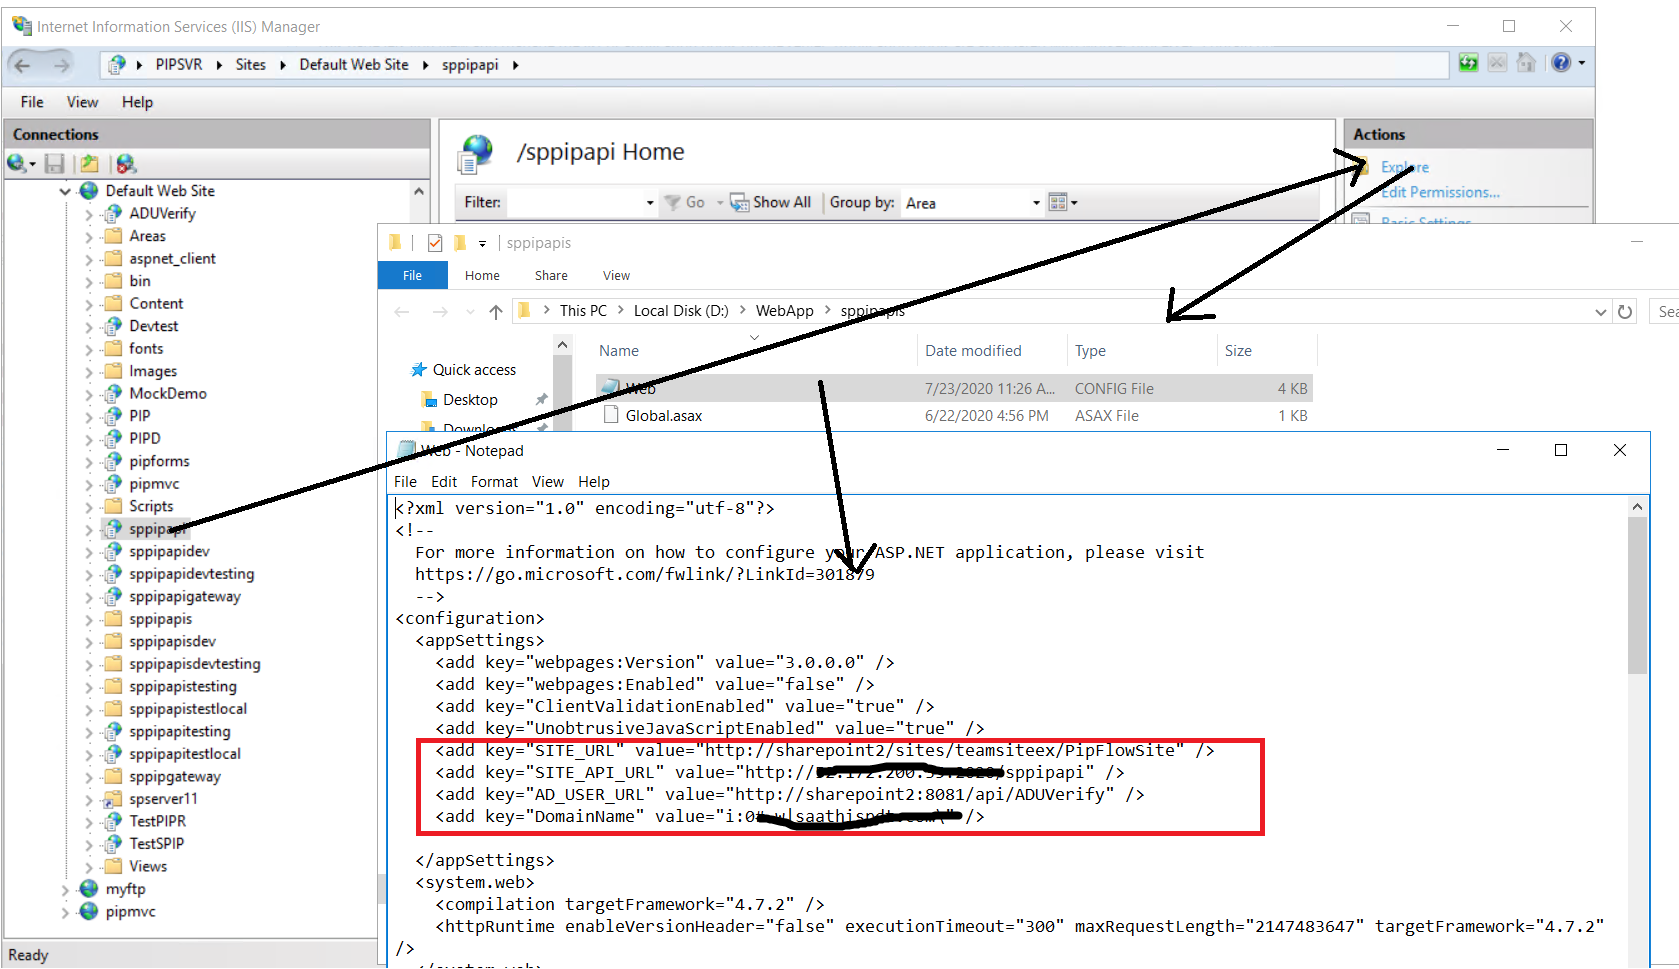 Internet Information Services (IIS) Manager
PIPSVR Sites Default Web Site sppipapi
File View Help
Connections
Default Web Site
ADUVerify
Areas
aspnet_client
bin
Content
Devtest
fonts
Images
MockDemo
PIP
PIPD
pipforms
pipmvc
Scripts
sppipapi
sppipapidev
sppipapidevtesting
sppipapigateway
sppipapis
sppipapisdev
sppipapisdevtesting
sppipapistesting
sppipapistestlocal
sppipapitesting
sppipapitestlocal
sppipgateway
spserver11
TestPIPR
TestSPIP
Views
myftp
pipmvc
Ready
/sppipapi Home
Filter: Go Show All Group by: Area
Actions
Explore
Edit Permissions...
Basic Settings
sppipapis
File Home Share View
This PC Local Disk (D:) WebApp sppipapis
Sea
Name Date modified Type Size
Quick access
Desktop
Downloads
Web 7/23/2020 11:26 A... CONFIG File 4 KB
Global.asax 6/22/2020 4:56 PM ASAX File 1 KB
Web - Notepad
File Edit Format View Help
<?xml version="1.0" encoding="utf-8"?>
<!--
For more information on how to configure your ASP.NET application, please visit
https://go.microsoft.com/fwlink/?LinkId=301879
-->
<configuration>
<appSettings>
<add key="webpages:Version" value="3.0.0.0" />
<add key="webpages:Enabled" value="false" />
<add key="ClientValidationEnabled" value="true" />
<add key="UnobtrusiveJavaScriptEnabled" value="true" />
<add key="SITE_URL" value="http://sharepoint2/sites/teamsiteex/PipFlowSite" />
<add key="SITE_API_URL" value="http:// /sppipapi" />
<add key="AD_USER_URL" value="http://sharepoint2:8081/api/ADUVerify" />
<add key="DomainName" value="i:0 />
</appSettings>
<system.web>
<compilation targetFramework="4.7.2" />
<httpRuntime enableVersionHeader="false" executionTimeout="300" maxRequestLength="2147483647" targetFramework="4.7.2"
/>
</system.web>